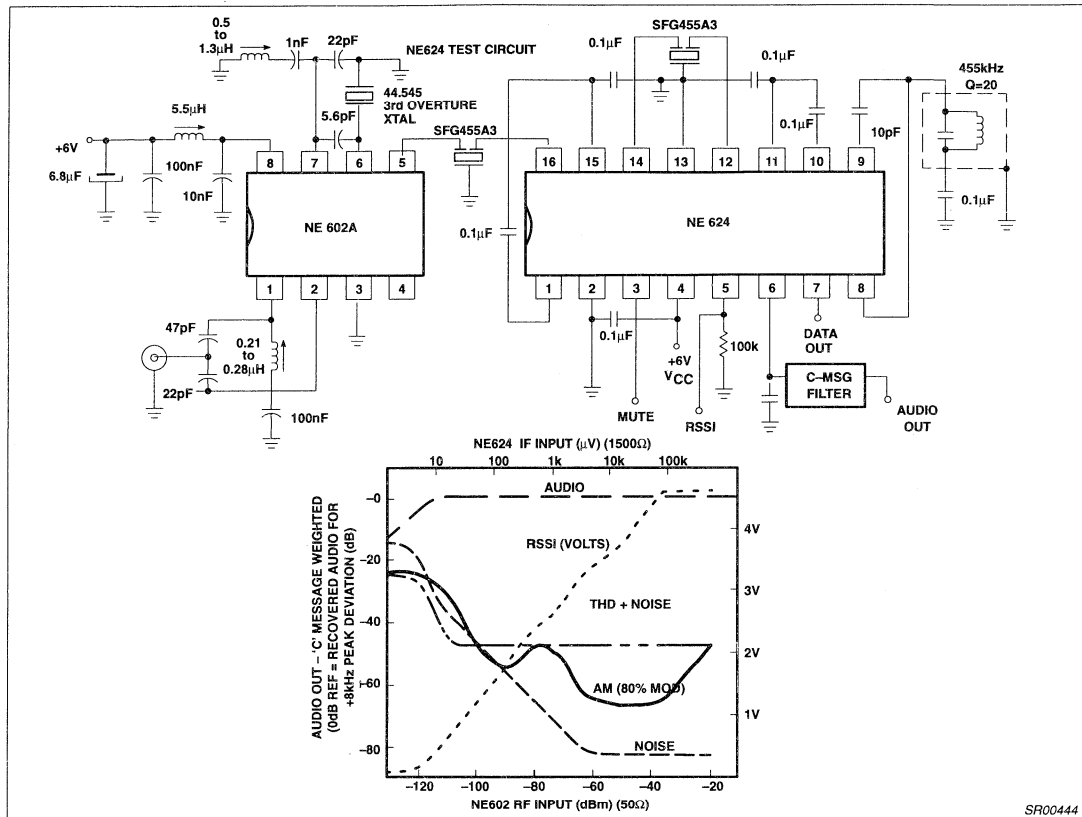 0.5
to
1.3µH
1nF
22pF
NE624 TEST CIRCUIT
44.545
3rd OVERTURE
XTAL
5.6pF
5.5µH
+6V
6.8µF
100nF
10nF
SFG455A3
8
7
6
5
NE 602A
1
2
3
4
47pF
0.21
to
0.28µH
22pF
100nF
SFG455A3
0.1µF
0.1µF
0.1µF
10pF
455kHz
Q=20
0.1µF
0.1µF
16
15
14
13
12
11
10
9
NE 624
1
2
3
4
5
6
7
8
0.1µF
+6V
VCC
100k
MUTE
RSSI
DATA
OUT
C–MSG
FILTER
AUDIO
OUT
NE624 IF INPUT (µV) (1500Ω)
10
100
1k
10k
100k
AUDIO
RSSI (VOLTS)
THD + NOISE
AM (80% MOD)
NOISE
AUDIO OUT – 'C' MESSAGE WEIGHTED
(0dB REF = RECOVERED AUDIO FOR
+8kHz PEAK DEVIATION (dB)
–0
–20
–40
–60
–80
4V
3V
2V
1V
–120
–100
–80
–60
–40
–20
NE602 RF INPUT (dBm) (50Ω)
SR00444